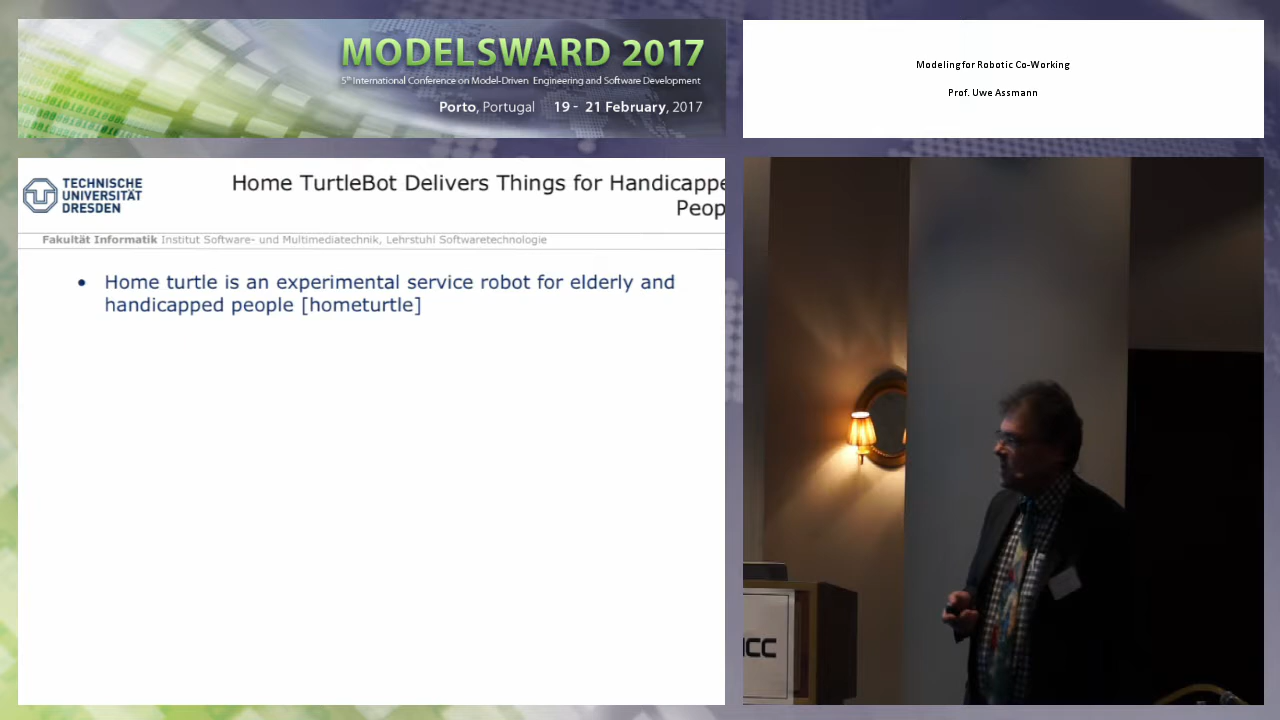 MODELSWARD 2017
5th International Conference on Model-Driven Engineering and Software Development
Porto, Portugal 19 - 21 February, 2017
Modeling for Robotic Co-Working
Prof. Uwe Assmann
TECHNISCHE
UNIVERSITÄT
DRESDEN
Home TurtleBot Delivers Things for Handicappe
Peop
Fakultät Informatik Institut Software- und Multimediatechnik, Lehrstuhl Softwaretechnologie
• Home turtle is an experimental service robot for elderly and
handicapped people [hometurtle]
ICC